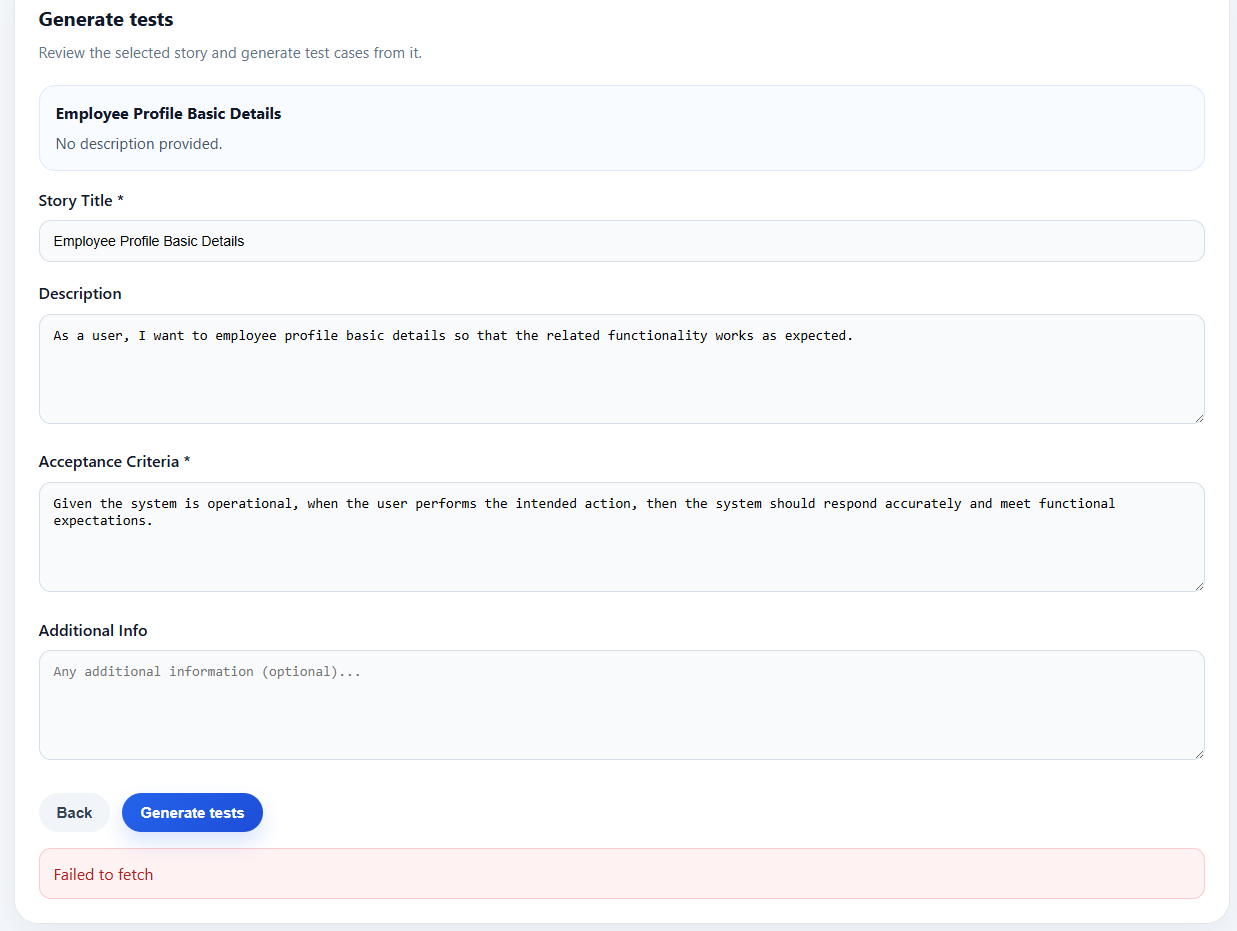 Generate tests
Review the selected story and generate test cases from it.
Employee Profile Basic Details
No description provided.
Story Title *
Employee Profile Basic Details
Description
As a user, I want to employee profile basic details so that the related functionality works as expected.
Acceptance Criteria *
Given the system is operational, when the user performs the intended action, then the system should respond accurately and meet functional
expectations.
Additional Info
Any additional information (optional)...
Back
Generate tests
Failed to fetch